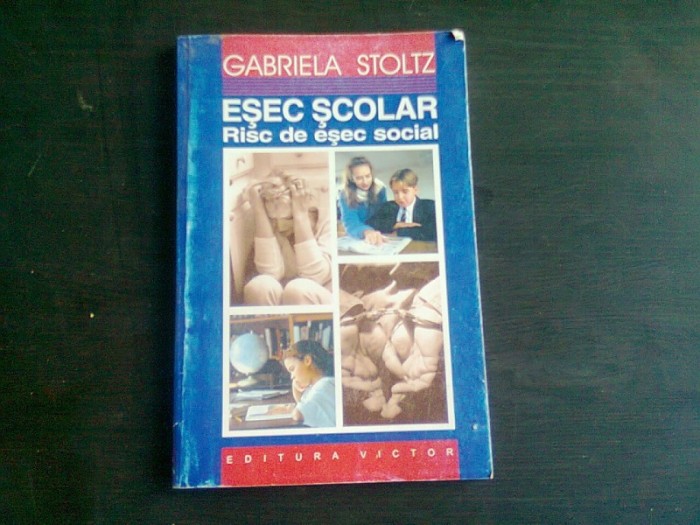 GABRIELA STOLTZ
EŞEC ŞCOLAR
Risc de eşec social
EDITURA VICTOR